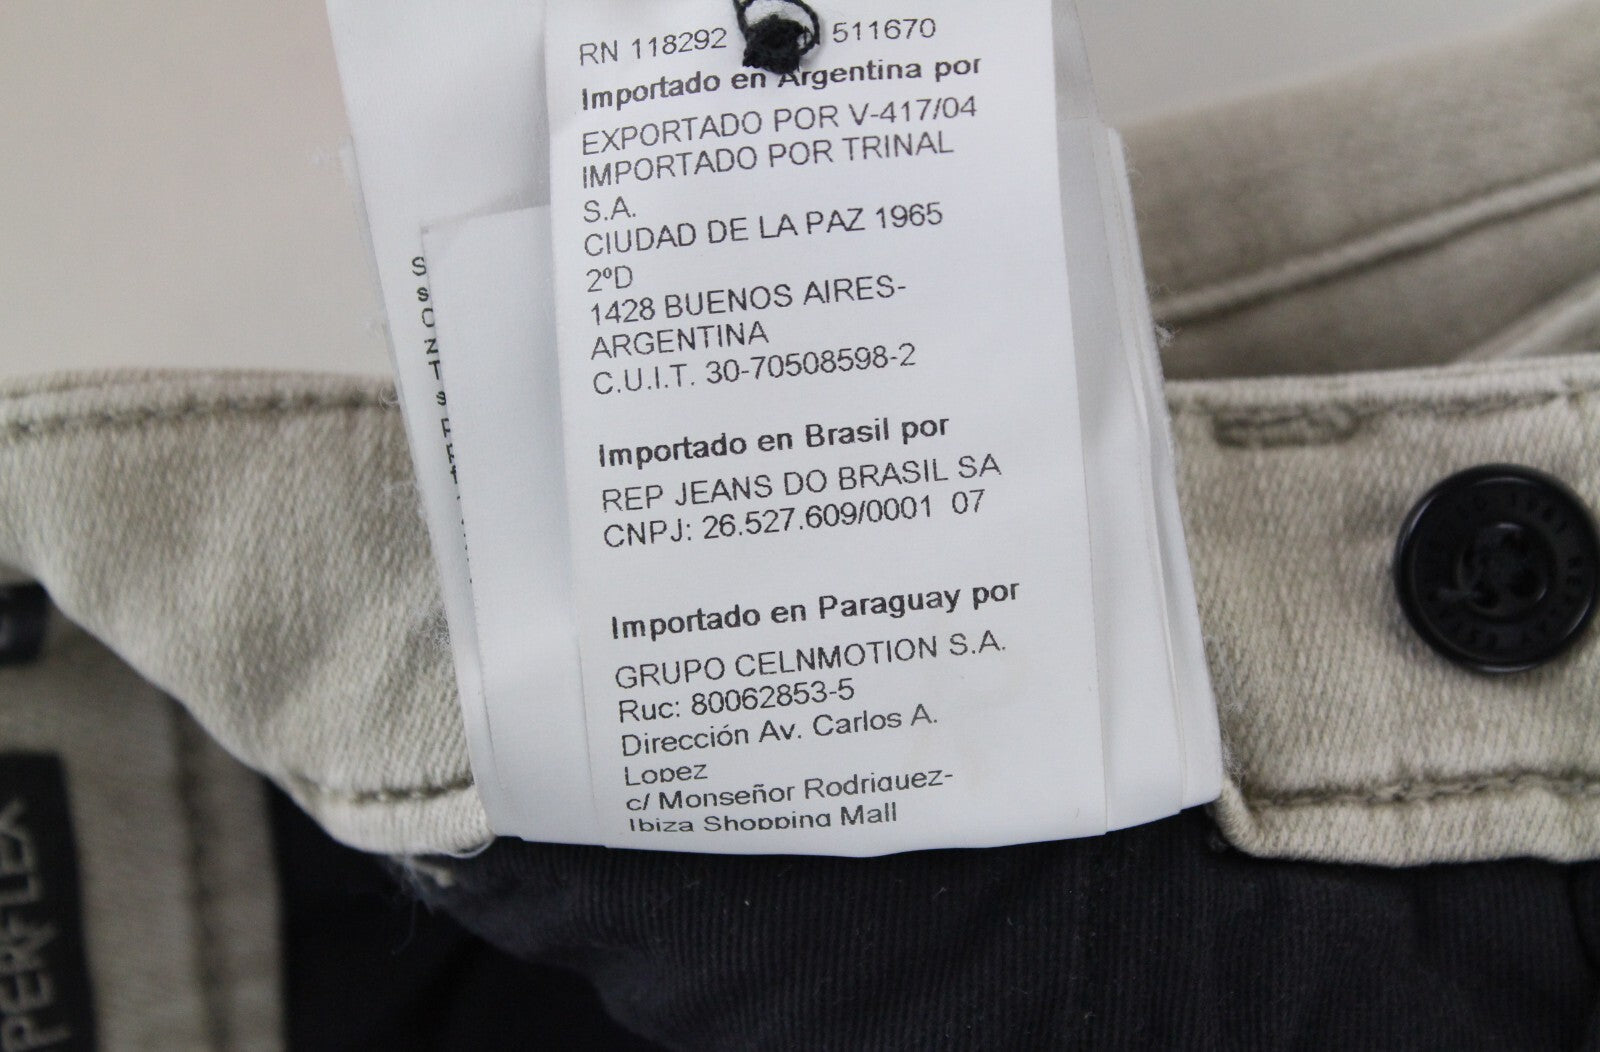 RN 118292 511670
Importado en Argentina por
EXPORTADO POR V-417/04
IMPORTADO POR TRINAL
S.A.
CIUDAD DE LA PAZ 1965
2ºD
1428 BUENOS AIRES-
ARGENTINA
C.U.I.T. 30-70508598-2
Importado en Brasil por
REP JEANS DO BRASIL SA
CNPJ: 26.527.609/0001 07
Importado en Paraguay por
GRUPO CELNMOTION S.A.
Ruc: 80062853-5
Dirección Av. Carlos A.
Lopez
c/ Monseñor Rodriguez-
Ibiza Shopping Mall